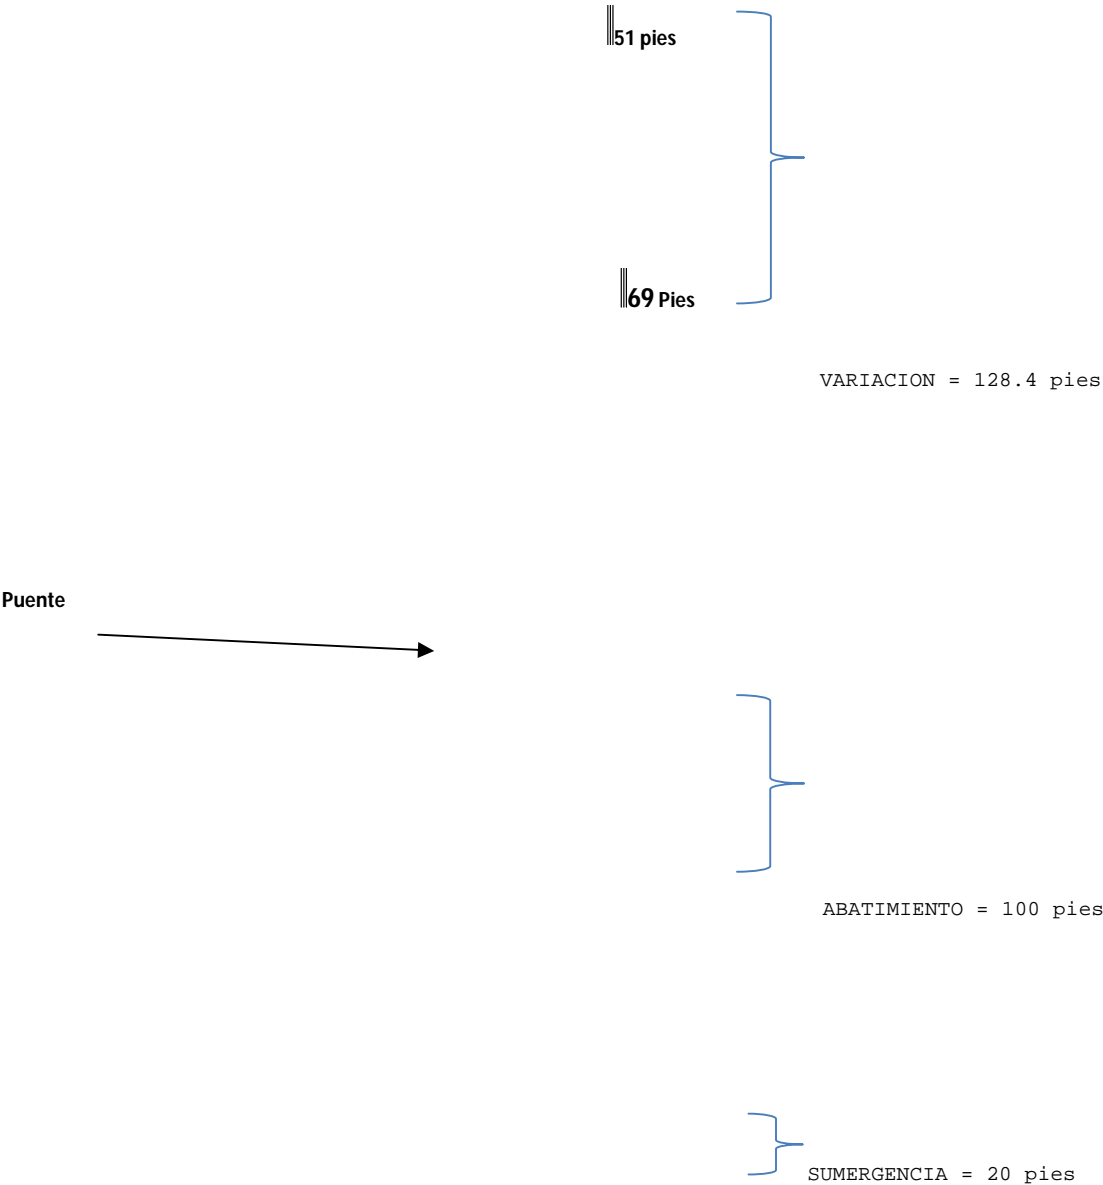 51 pies
69 Pies
VARIACION = 128.4 pies
Puente
ABATIMIENTO = 100 pies
SUMERGENCIA = 20 pies